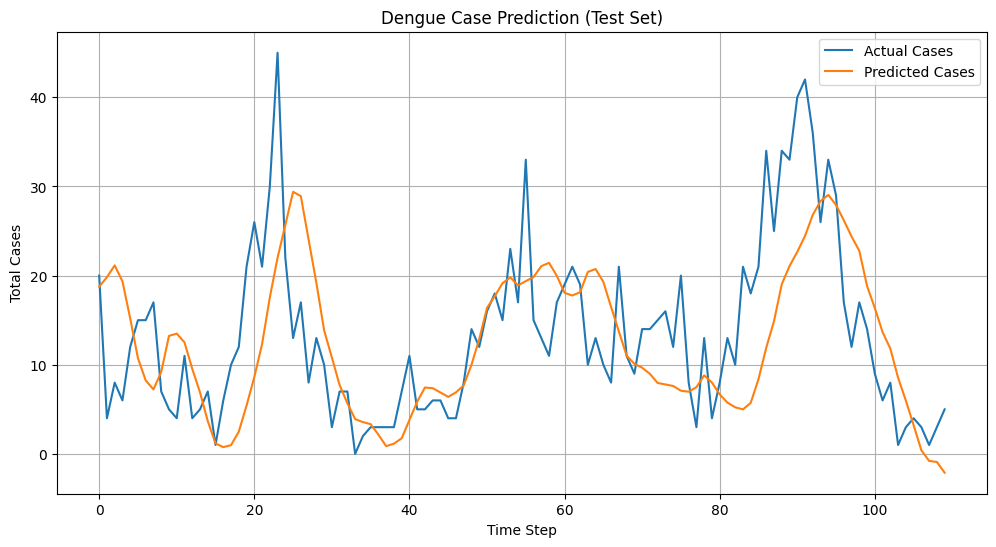 Dengue Case Prediction (Test Set)
Actual Cases
Predicted Cases
Total Cases
40
30
20
10
0
0 20 40 60 80 100
Time Step